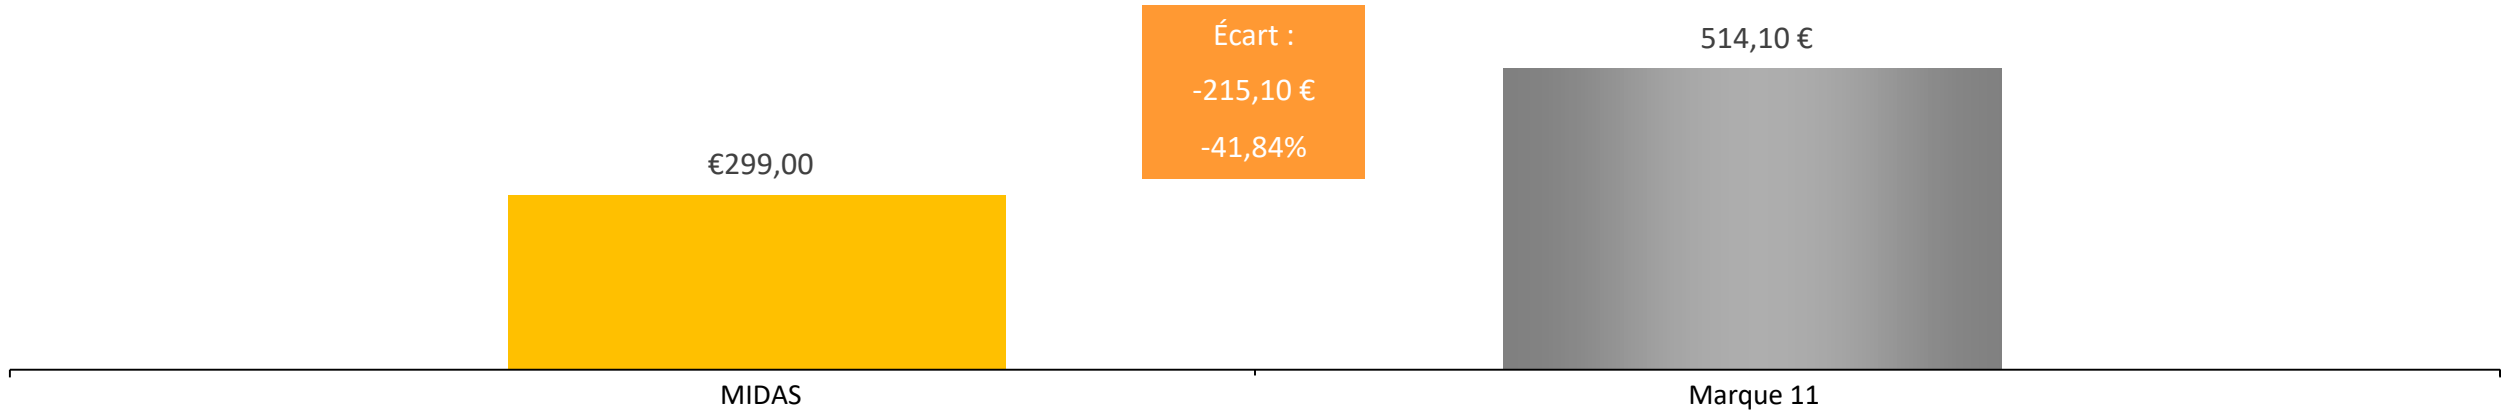 Écart :
-215,10 €
-41,84%
514,10 €
€299,00
MIDAS
Marque 11